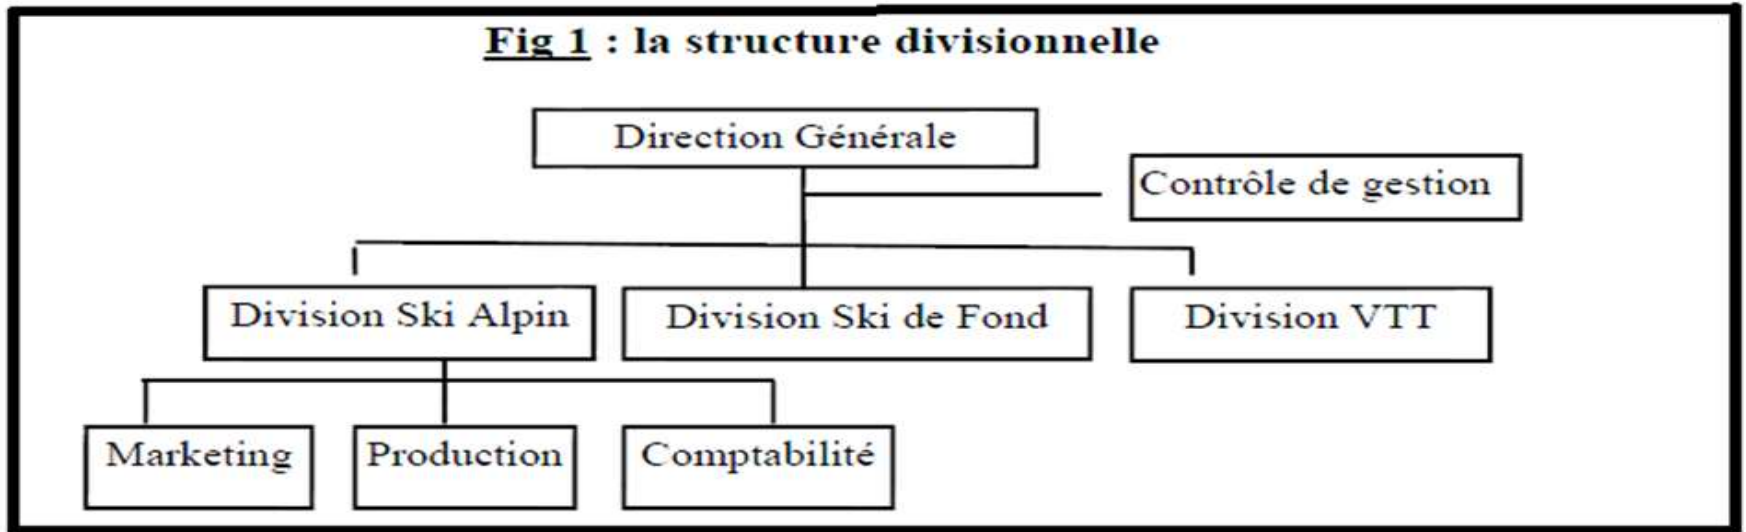 Fig 1 : la structure divisionnelle
Direction Générale
Contrôle de gestion
Division Ski Alpin
Division Ski de Fond
Division VTT
Marketing
Production
Comptabilité